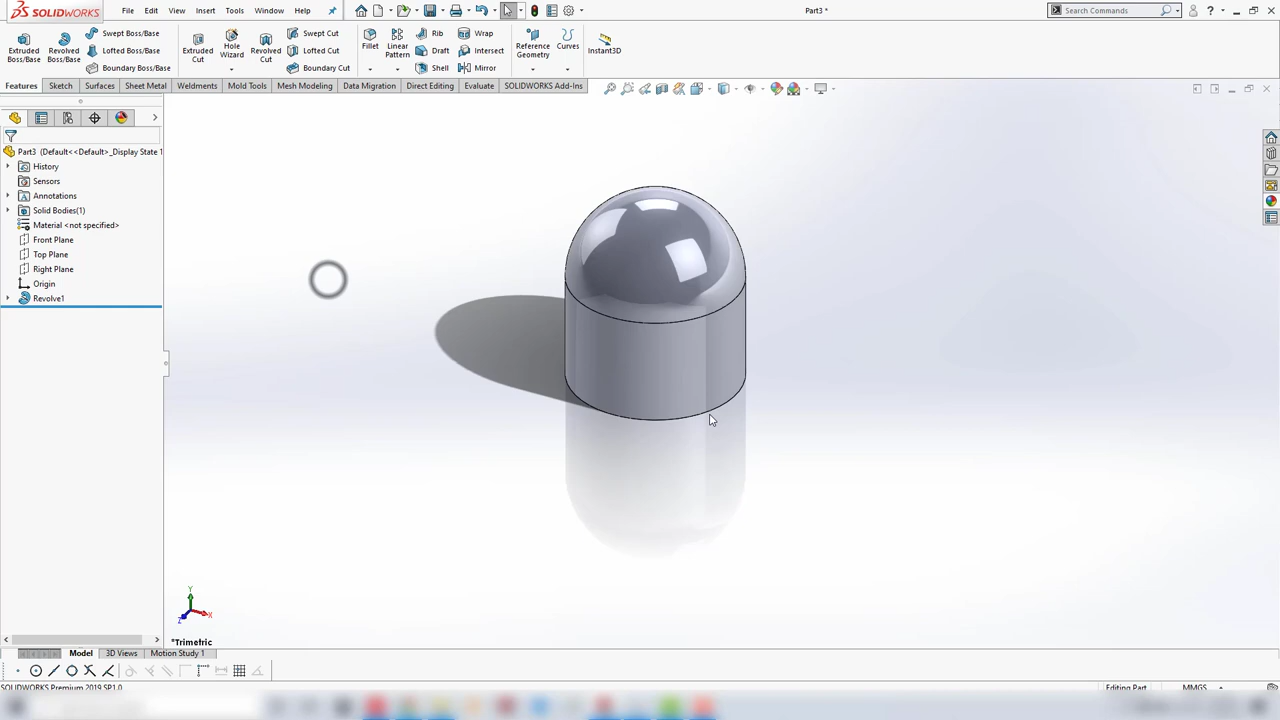 SOLIDWORKS
File Edit View Insert Tools Window Help
Part3 *
Search Commands
Extruded Boss/Base
Revolved Boss/Base
Swept Boss/Base
Lofted Boss/Base
Boundary Boss/Base
Extruded Cut
Hole Wizard
Revolved Cut
Swept Cut
Lofted Cut
Boundary Cut
Fillet
Linear Pattern
Rib
Draft
Shell
Wrap
Intersect
Mirror
Reference Geometry
Curves
Instant3D
Features Sketch Surfaces Sheet Metal Weldments Mold Tools Mesh Modeling Data Migration Direct Editing Evaluate SOLIDWORKS Add-Ins
Part3 (Default<<Default>_Display State 1
History
Sensors
Annotations
Solid Bodies(1)
Material <not specified>
Front Plane
Top Plane
Right Plane
Origin
Revolve1
Y
X
Z
*Trimetric
Model 3D Views Motion Study 1
SOLIDWORKS Premium 2019 SP1.0
Editing Part
MMGS